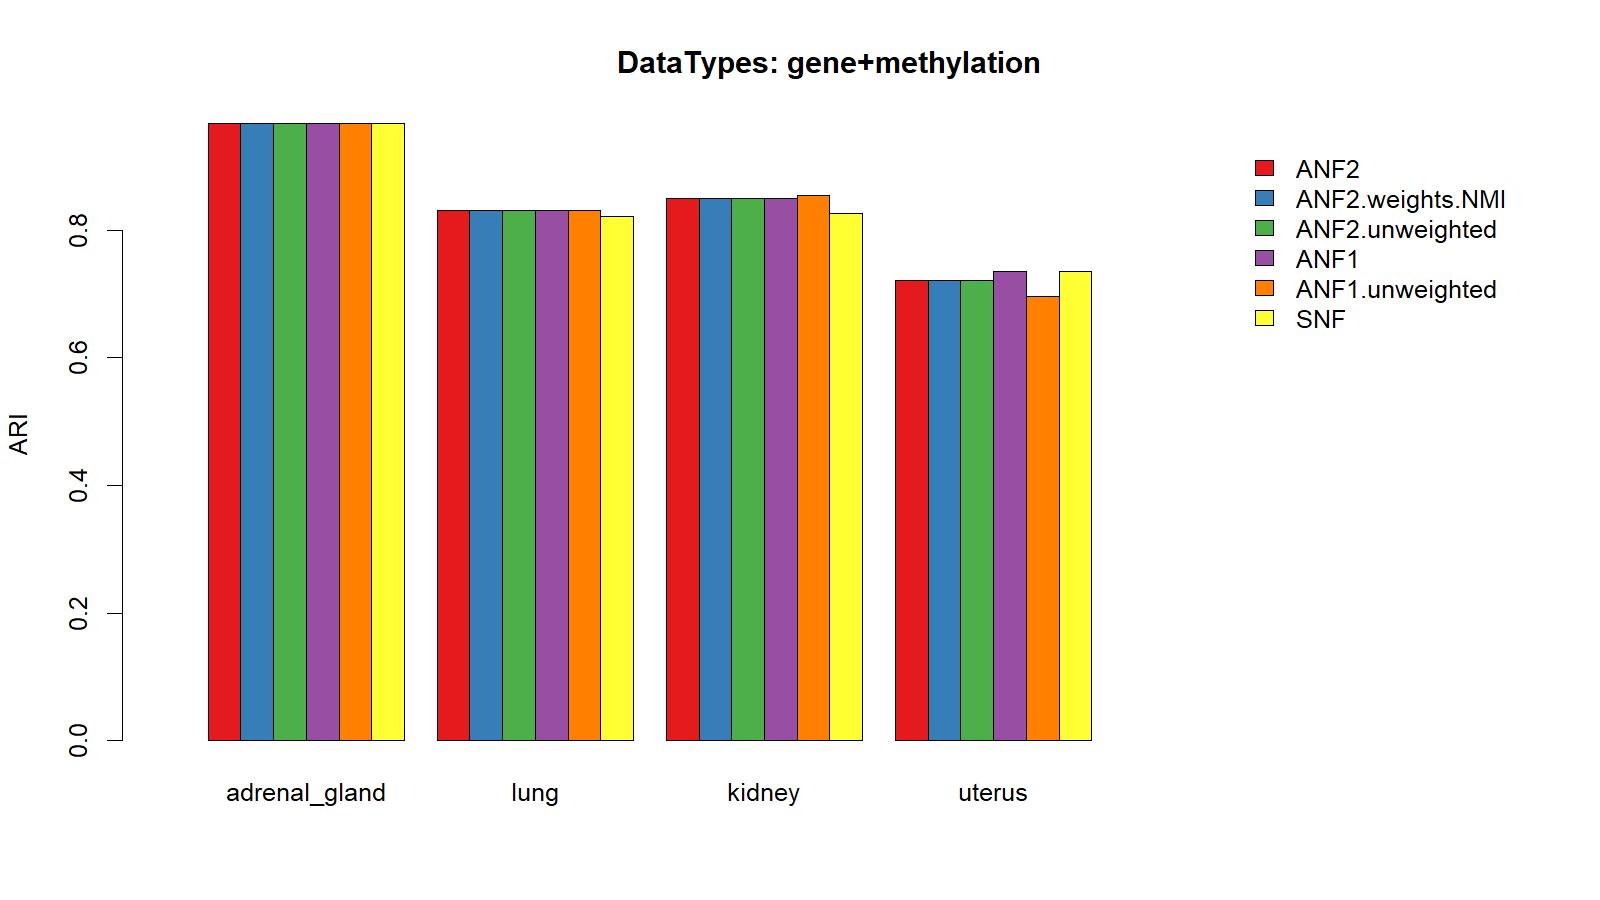 DataTypes: gene+methylation
ARI
0.8
0.6
0.4
0.2
0.0
adrenal_gland
lung
kidney
uterus
ANF2
ANF2.weights.NMI
ANF2.unweighted
ANF1
ANF1.unweighted
SNF